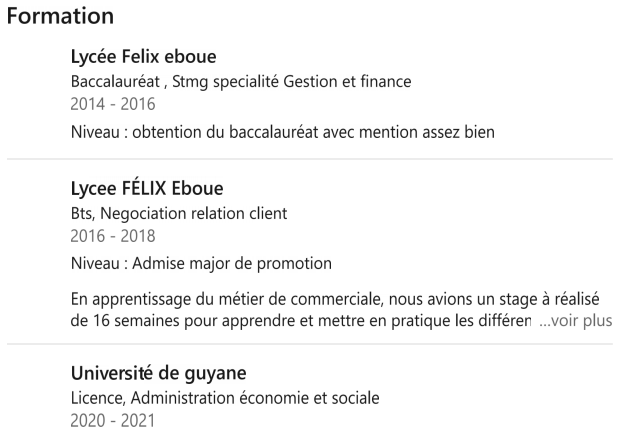 Formation
Lycée Felix eboue
Baccalauréat , Stmg specialité Gestion et finance
2014 - 2016
Niveau : obtention du baccalauréat avec mention assez bien
Lycee FÉLIX Eboue
Bts, Negociation relation client
2016 - 2018
Niveau : Admise major de promotion
En apprentissage du métier de commerciale, nous avions un stage à réalisé
de 16 semaines pour apprendre et mettre en pratique les différen ...voir plus
Université de guyane
Licence, Administration économie et sociale
2020 - 2021